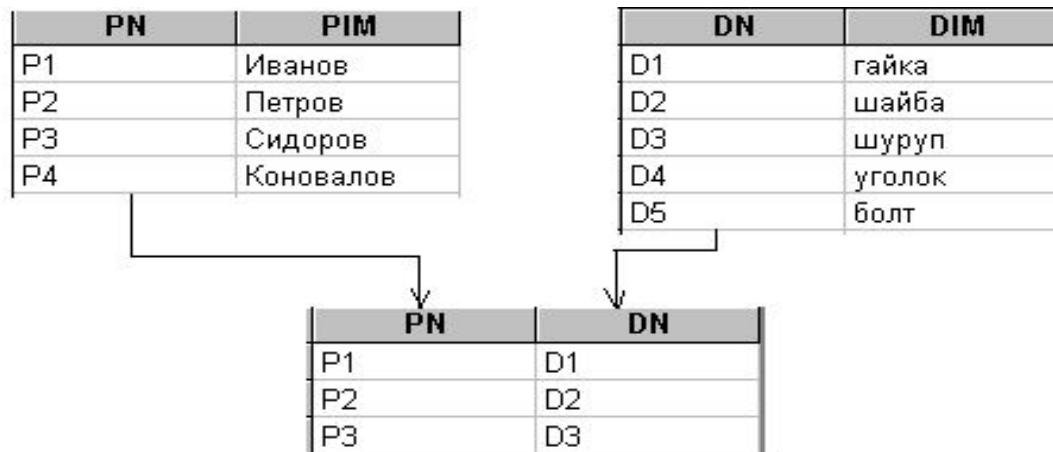 PN PIM
P1 Иванов
P2 Петров
P3 Сидоров
P4 Коновалов
DN DIM
D1 гайка
D2 шайба
D3 шуруп
D4 уголок
D5 болт
PN DN
P1 D1
P2 D2
P3 D3